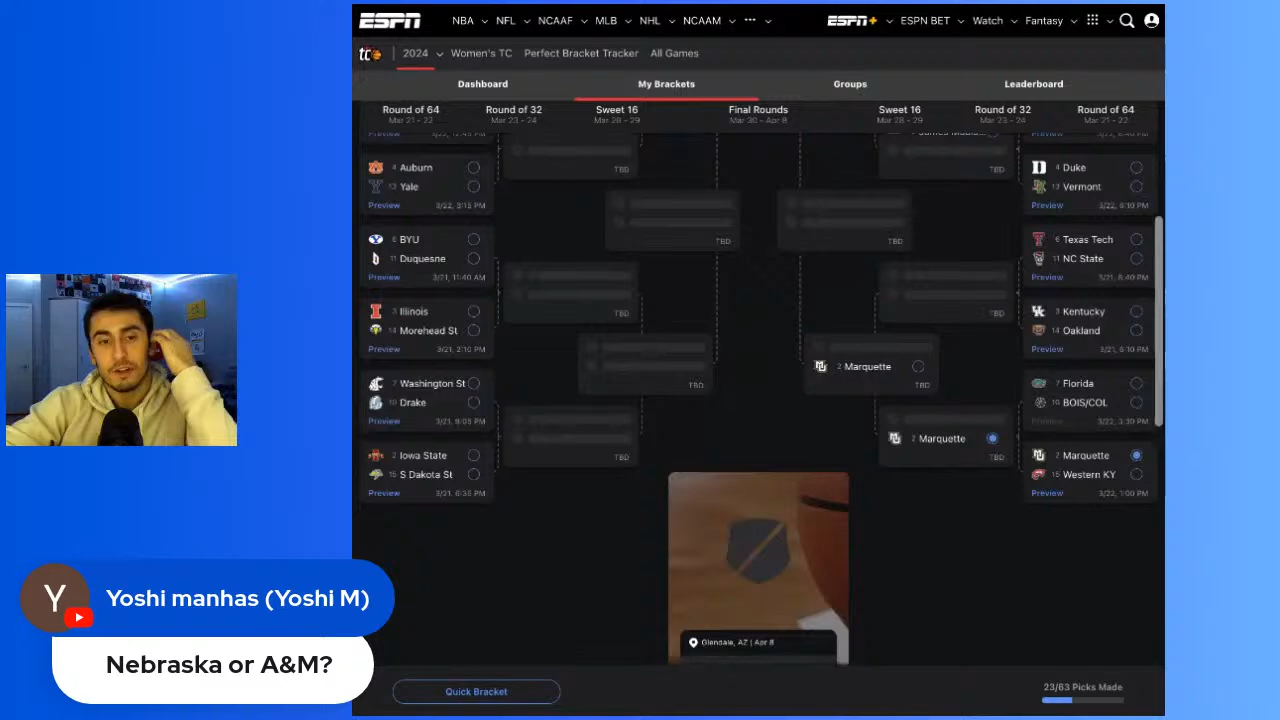 ESPN NBA NFL NCAAF MLB NHL NCAAM ESPN+ ESPN BET Watch Fantasy
tc 2024 Women's TC Perfect Bracket Tracker All Games
Dashboard My Brackets Groups Leaderboard
Round of 64 Round of 32 Sweet 16 Final Rounds Sweet 16 Round of 32 Round of 64
Mar 21 - 22 Mar 23 - 24 Mar 28 - 29 Mar 30 - Apr 8 Mar 28 - 29 Mar 23 - 24 Mar 21 - 22
4 Auburn
13 Yale
Preview 3/22, 3:15 PM
BYU
11 Duquesne
Preview 3/21, 11:40 AM
3 Illinois
14 Morehead St
Preview 3/21, 2:10 PM
7 Washington St
10 Drake
Preview 3/21, 9:05 PM
2 Iowa State
15 S Dakota St
Preview 3/21, 6:35 PM
TBD
TBD
TBD
TBD
TBD
TBD
TBD
TBD
2 Marquette
TBD
2 Marquette
TBD
4 Duke
13 Vermont
Preview 3/22, 6:10 PM
6 Texas Tech
11 NC State
Preview 3/21, 8:40 PM
3 Kentucky
14 Oakland
Preview 3/21, 6:10 PM
7 Florida
10 BOIS/COL
Preview 3/22, 3:30 PM
2 Marquette
15 Western KY
Preview 3/22, 1:00 PM
Glendale, AZ | Apr 8
Quick Bracket
23/63 Picks Made
Y
Yoshi manhas (Yoshi M)
Nebraska or A&M?